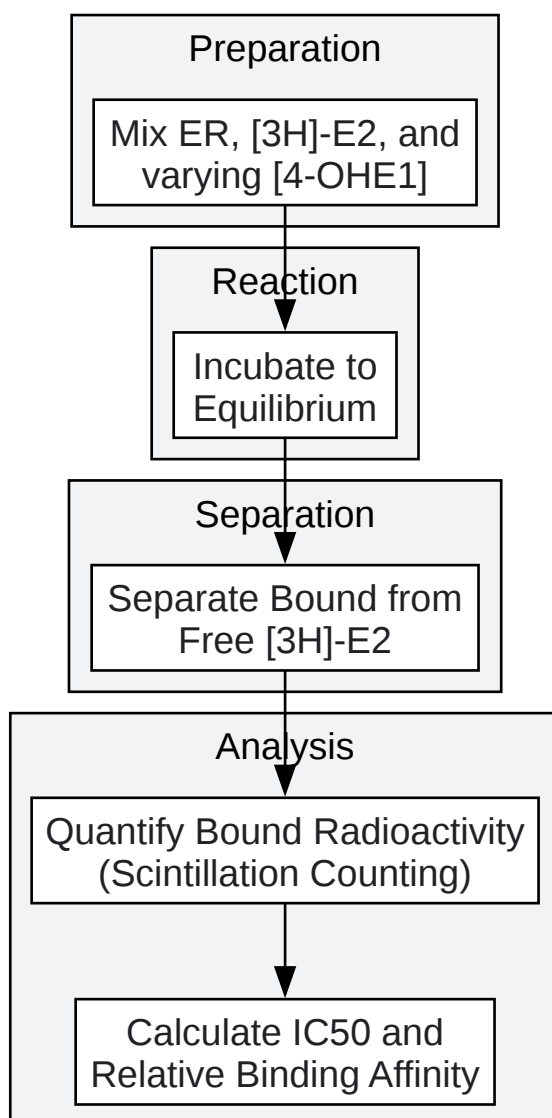 Preparation
Mix ER, [3H]-E2, and
varying [4-OHE1]
Reaction
Incubate to
Equilibrium
Separation
Separate Bound from
Free [3H]-E2
Analysis
Quantify Bound Radioactivity
(Scintillation Counting)
Calculate IC50 and
Relative Binding Affinity